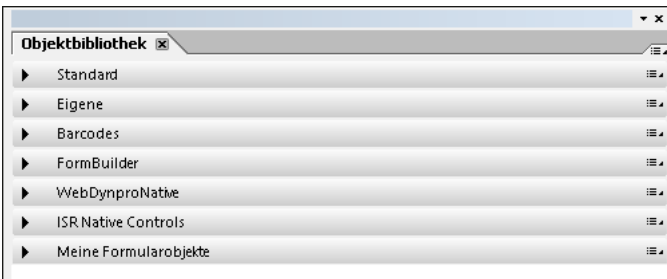 Objektbibliothek
Standard
Eigene
Barcodes
FormBuilder
WebDynproNative
ISR Native Controls
Meine Formularobjekte